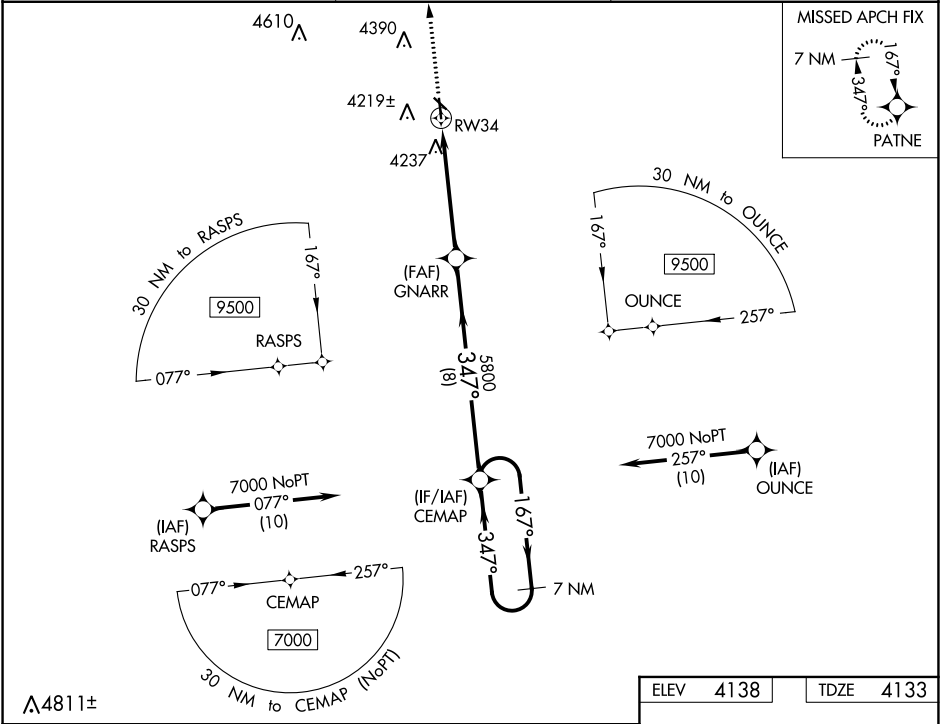 4610
4390
4219±
RW34
4237
MISSED APCH FIX
7 NM
167°
347°
PATNE
30 NM to RASPS
167°
9500
RASPS
077°
(FAF)
GNARR
30 NM to OUNCE
167°
9500
OUNCE
257°
5800
347°
(8)
7000 NoPT
257°
(10)
(IAF)
OUNCE
7000 NoPT
077°
(10)
(IAF)
RASPS
(IF/IAF)
CEMAP
167°
347°
7 NM
077°
257°
CEMAP
7000
30 NM to CEMAP (NoPT)
4811±
ELEV 4138
TDZE 4133